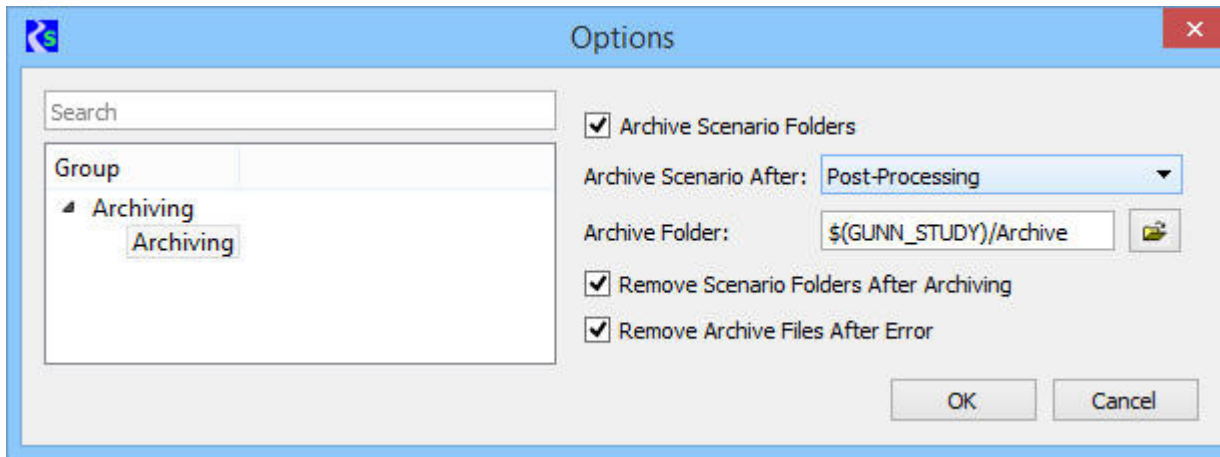 Options
Search
Group
Archiving
Archiving
Archive Scenario Folders
Archive Scenario After: Post-Processing
Archive Folder: $(GUNN_STUDY)/Archive
Remove Scenario Folders After Archiving
Remove Archive Files After Error
OK Cancel